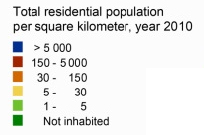 Total residential population
per square kilometer, year 2010
> 5 000
150 - 5 000
30 - 150
5 - 30
1 - 5
Not inhabited